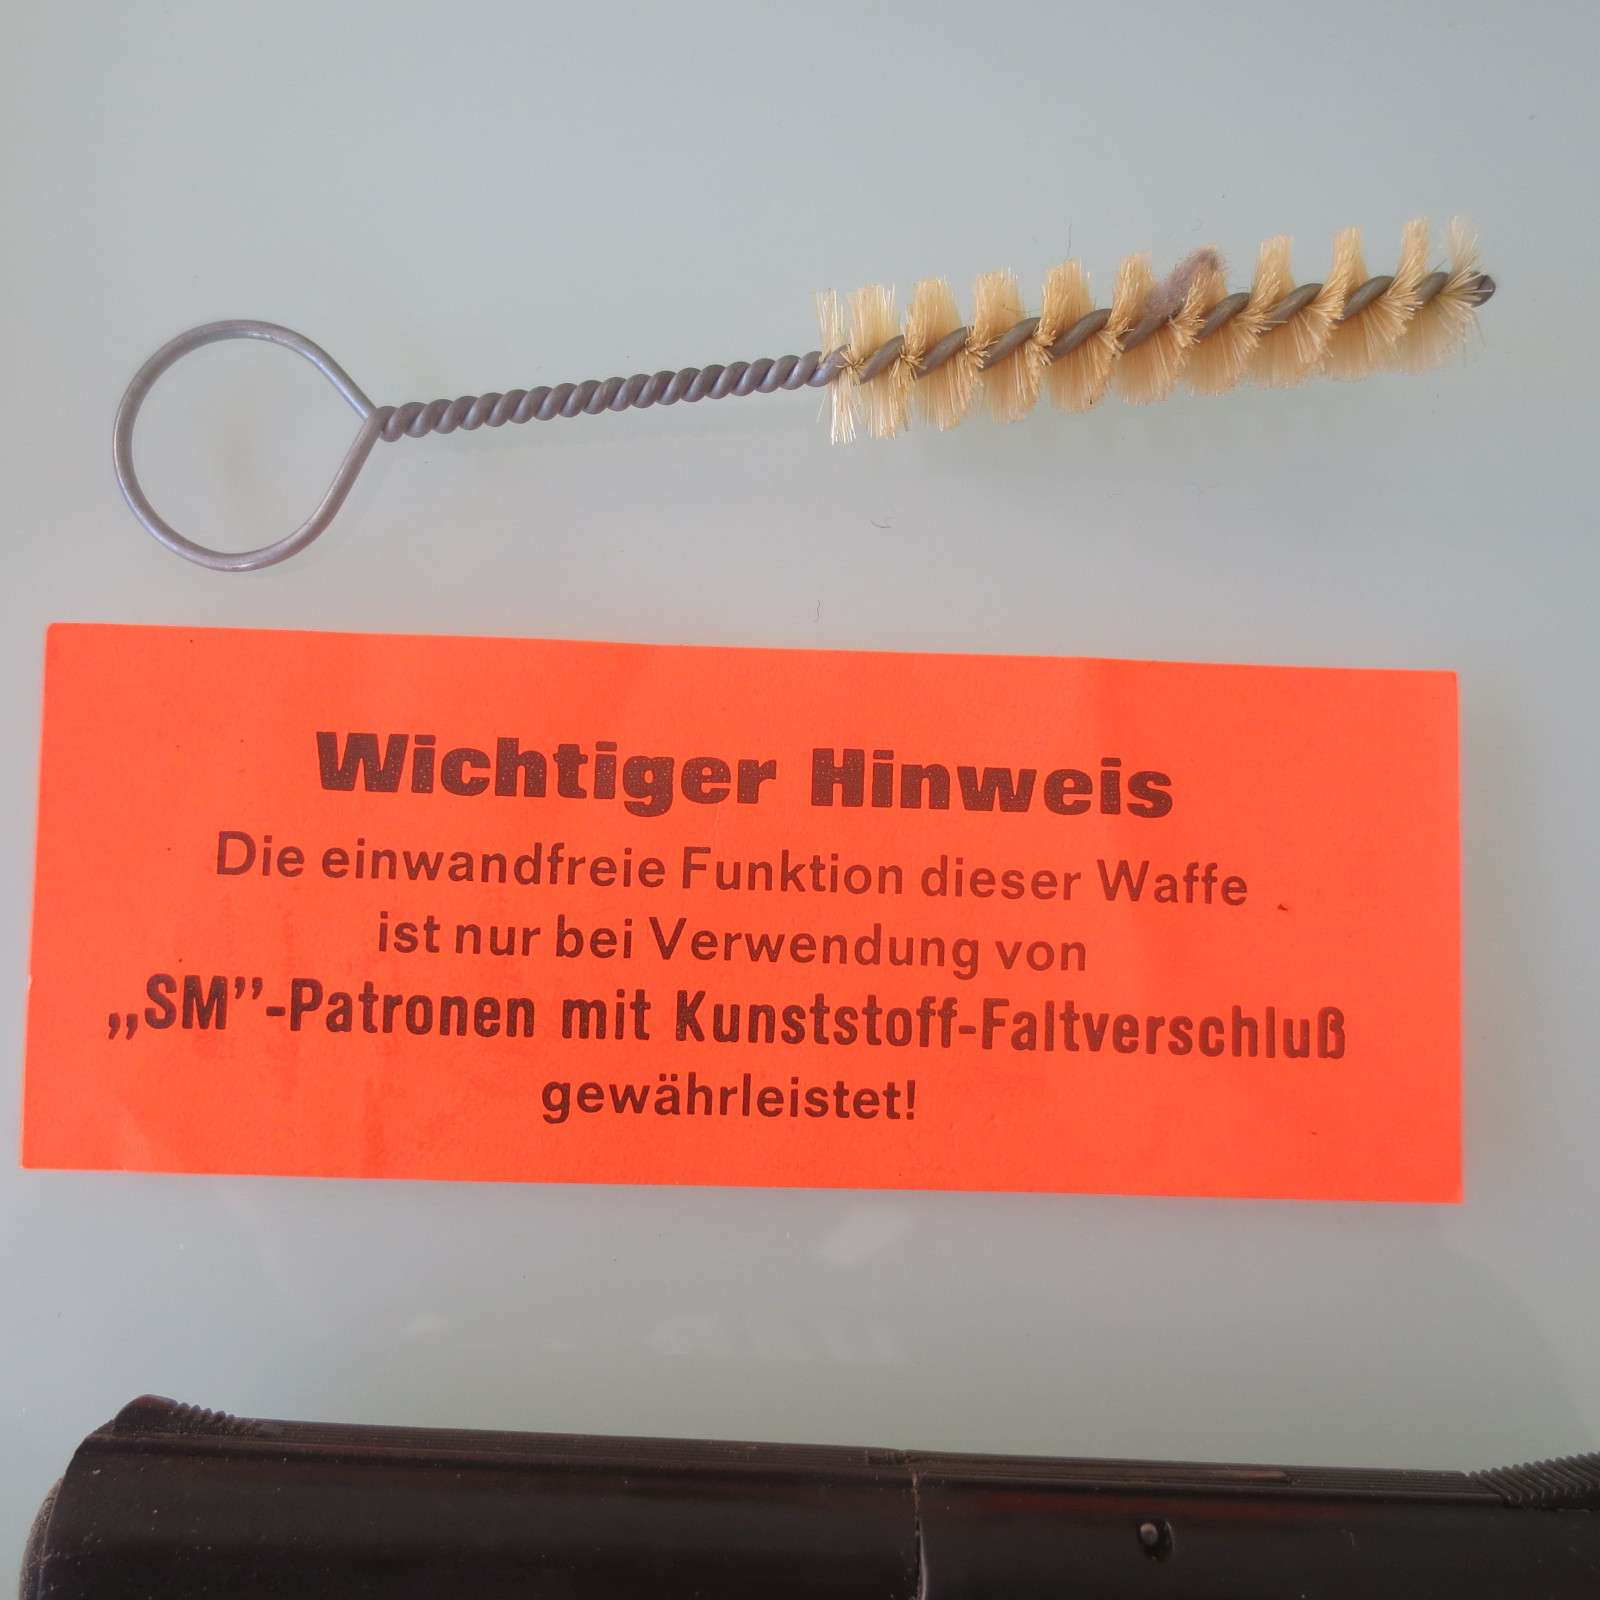 Wichtiger Hinweis
Die einwandfreie Funktion dieser Waffe
ist nur bei Verwendung von
„SM”-Patronen mit Kunststoff-Faltverschluß
gewährleistet!